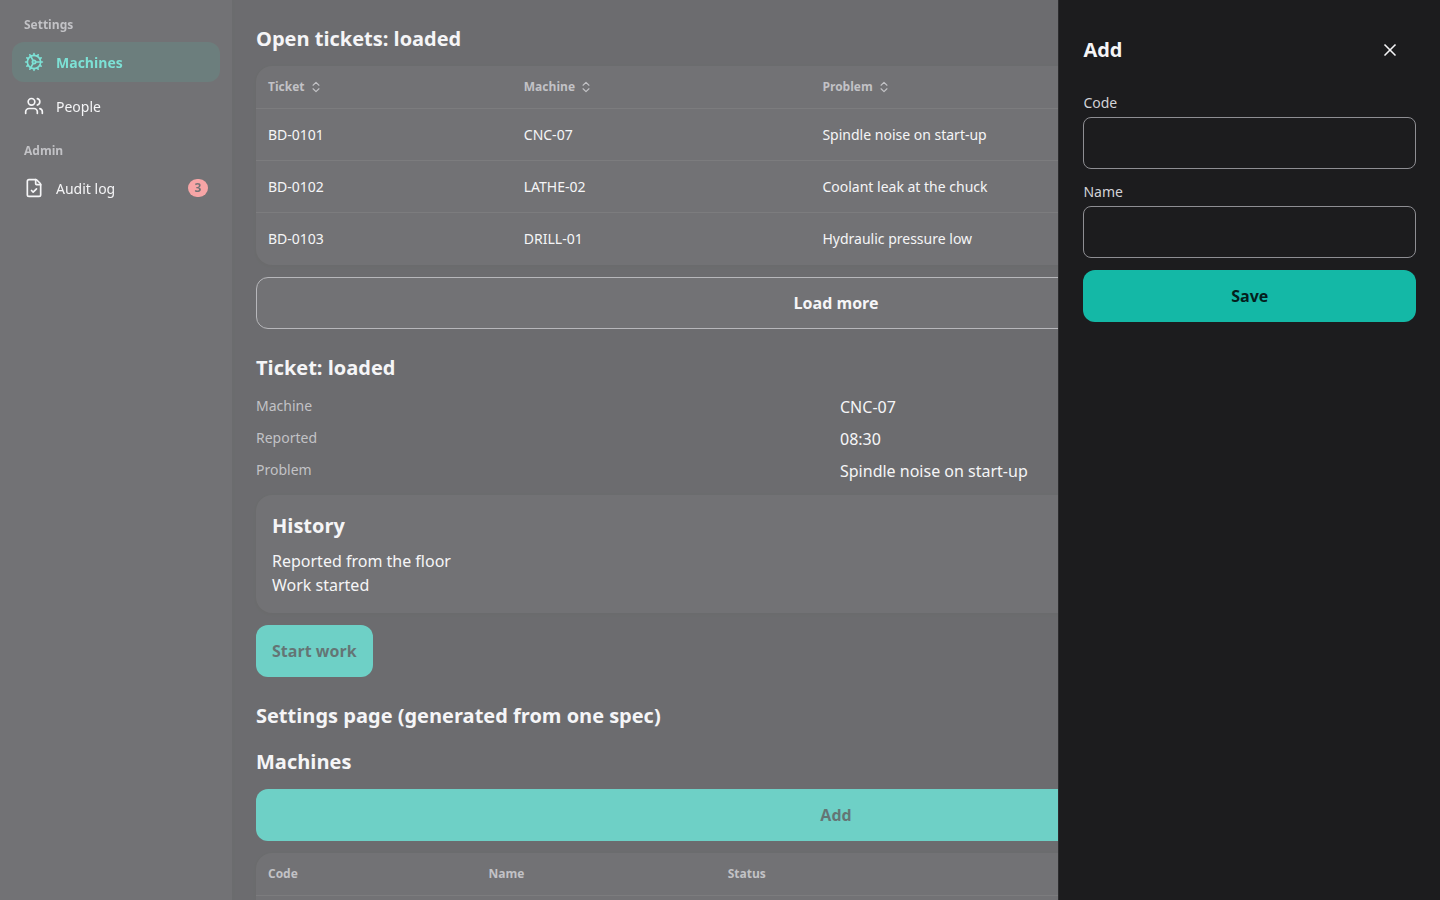 Settings
Machines
People
Admin
Audit log 3
Open tickets: loaded
Ticket Machine Problem
BD-0101 CNC-07 Spindle noise on start-up
BD-0102 LATHE-02 Coolant leak at the chuck
BD-0103 DRILL-01 Hydraulic pressure low
Load more
Ticket: loaded
Machine CNC-07
Reported 08:30
Problem Spindle noise on start-up
History
Reported from the floor
Work started
Start work
Settings page (generated from one spec)
Machines
Add
Code Name Status
Add
Code
Name
Save